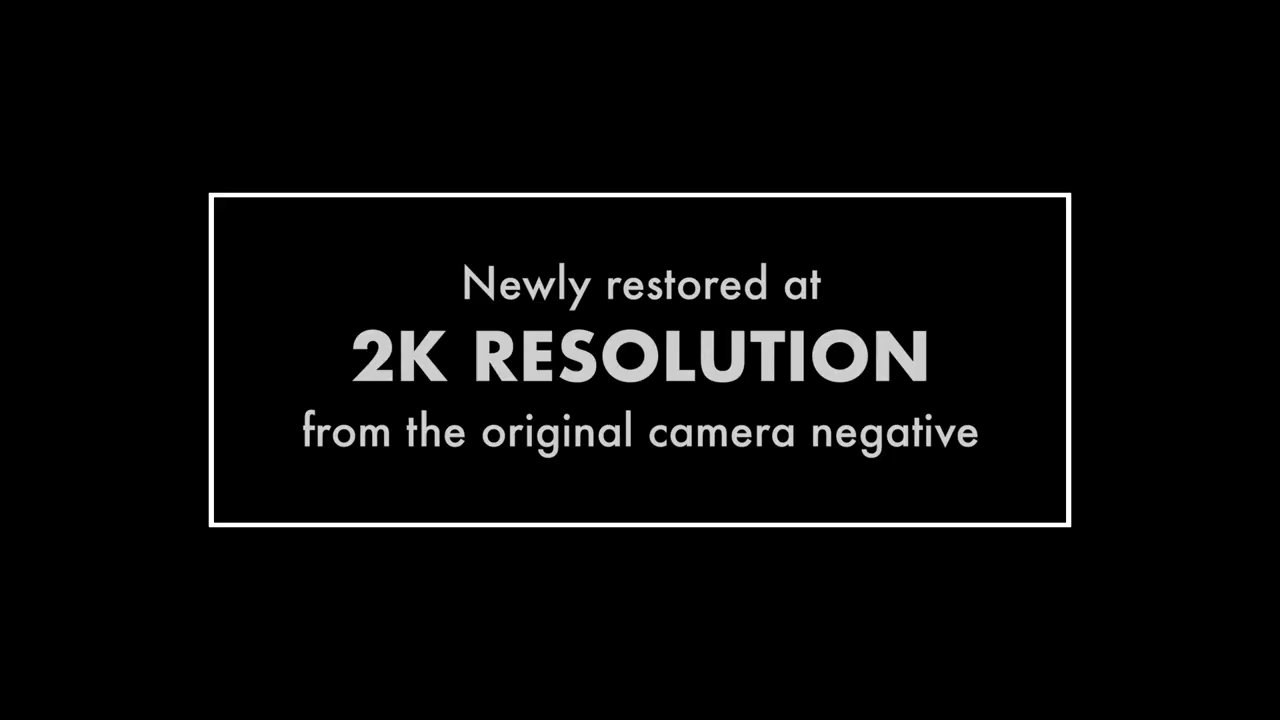 Newly restored at
2K RESOLUTION
from the original camera negative